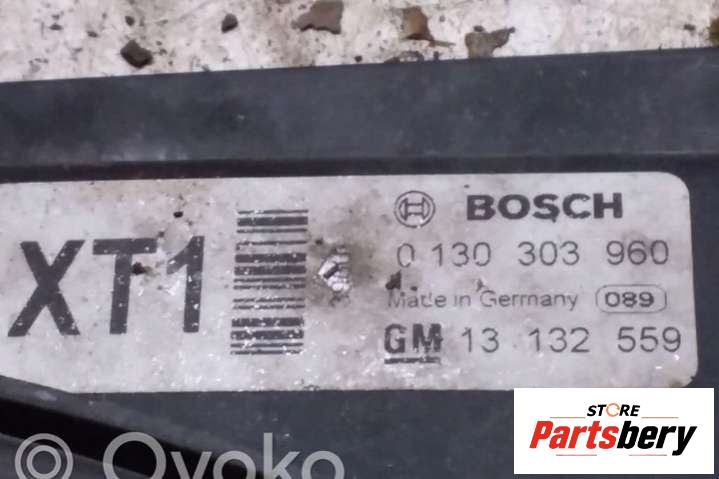 XT1
BOSCH
0 130 303 960
Made in Germany 089
GM 13 132 559
STORE
Partsbery
Ovoko